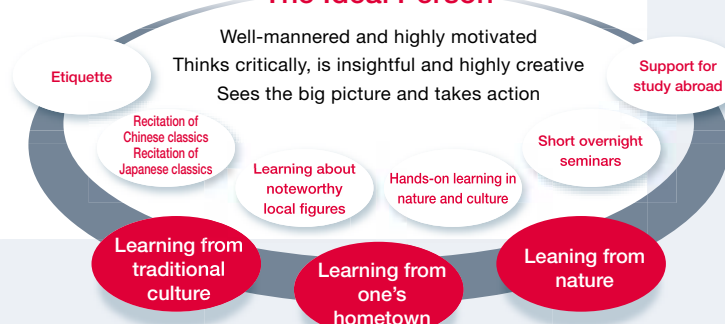 The Ideal Person
Well-mannered and highly motivated
Thinks critically, is insightful and highly creative
Sees the big picture and takes action
Etiquette
Support for
study abroad
Recitation of
Chinese classics
Recitation of
Japanese classics
Short overnight
seminars
Learning about
noteworthy
local figures
Hands-on learning in
nature and culture
Learning from
traditional
culture
Learning from
one's
hometown
Leaning from
nature